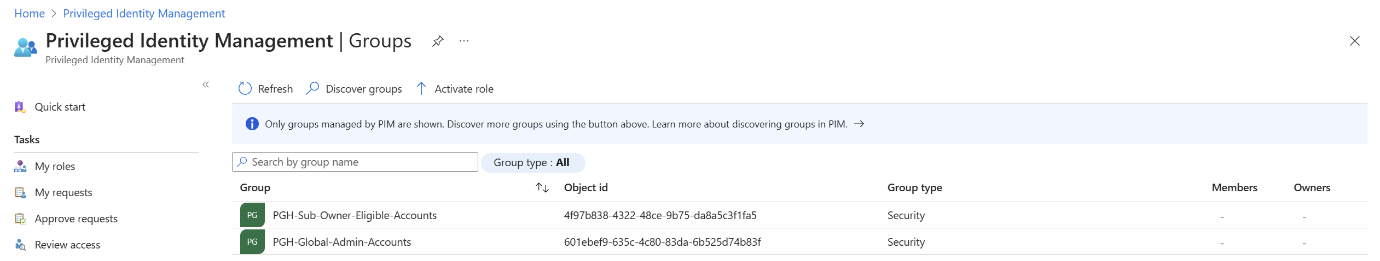 Home > Privileged Identity Management
Privileged Identity Management | Groups ...
Privileged Identity Management
«
Refresh Discover groups Activate role
Quick start
Only groups managed by PIM are shown. Discover more groups using the button above. Learn more about discovering groups in PIM. →
Tasks
Search by group name Group type : All
My roles
Group ↑↓ Object id Group type Members Owners
My requests
PG PGH-Sub-Owner-Eligible-Accounts 4f97b838-4322-48ce-9b75-da8a5c3f1fa5 Security - -
Approve requests
PG PGH-Global-Admin-Accounts 601ebef9-635c-4c80-83da-6b525d74b83f Security - -
Review access